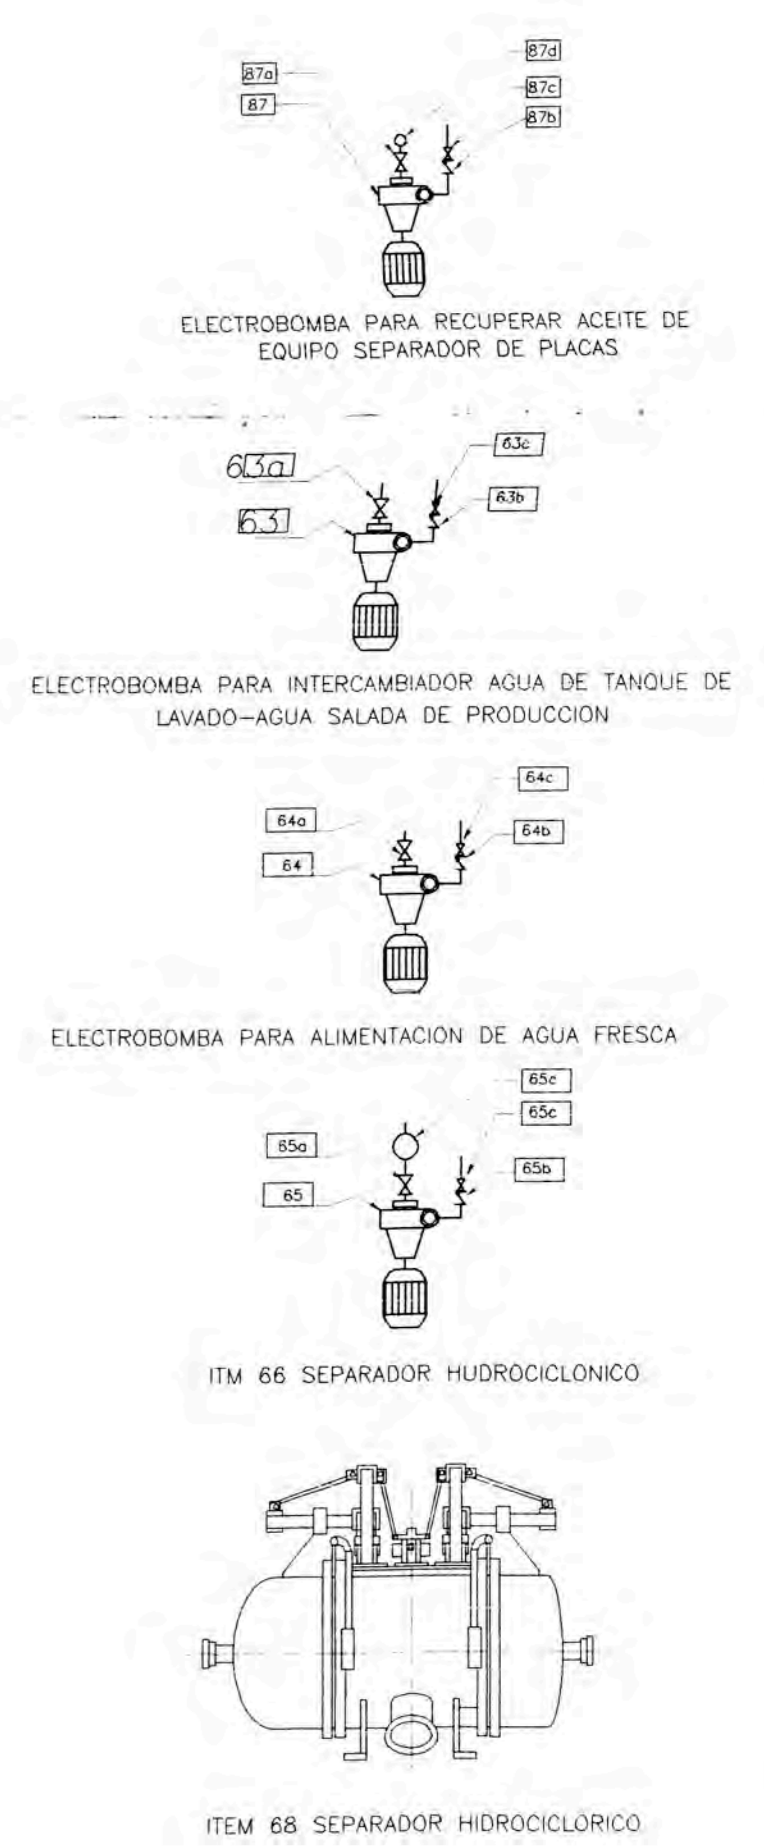 87d
87a
87c
87
87b
ELECTROBOMBA PARA RECUPERAR ACEITE DE
EQUIPO SEPARADOR DE PLACAS
63c
63a
63b
63
ELECTROBOMBA PARA INTERCAMBIADOR AGUA DE TANQUE DE
LAVADO-AGUA SALADA DE PRODUCCION
64c
64a
64b
64
ELECTROBOMBA PARA ALIMENTACION DE AGUA FRESCA
65c
65c
65a
65b
65
ITM 66 SEPARADOR HUDROCICLONICO
ITEM 68 SEPARADOR HIDROCICLORICO